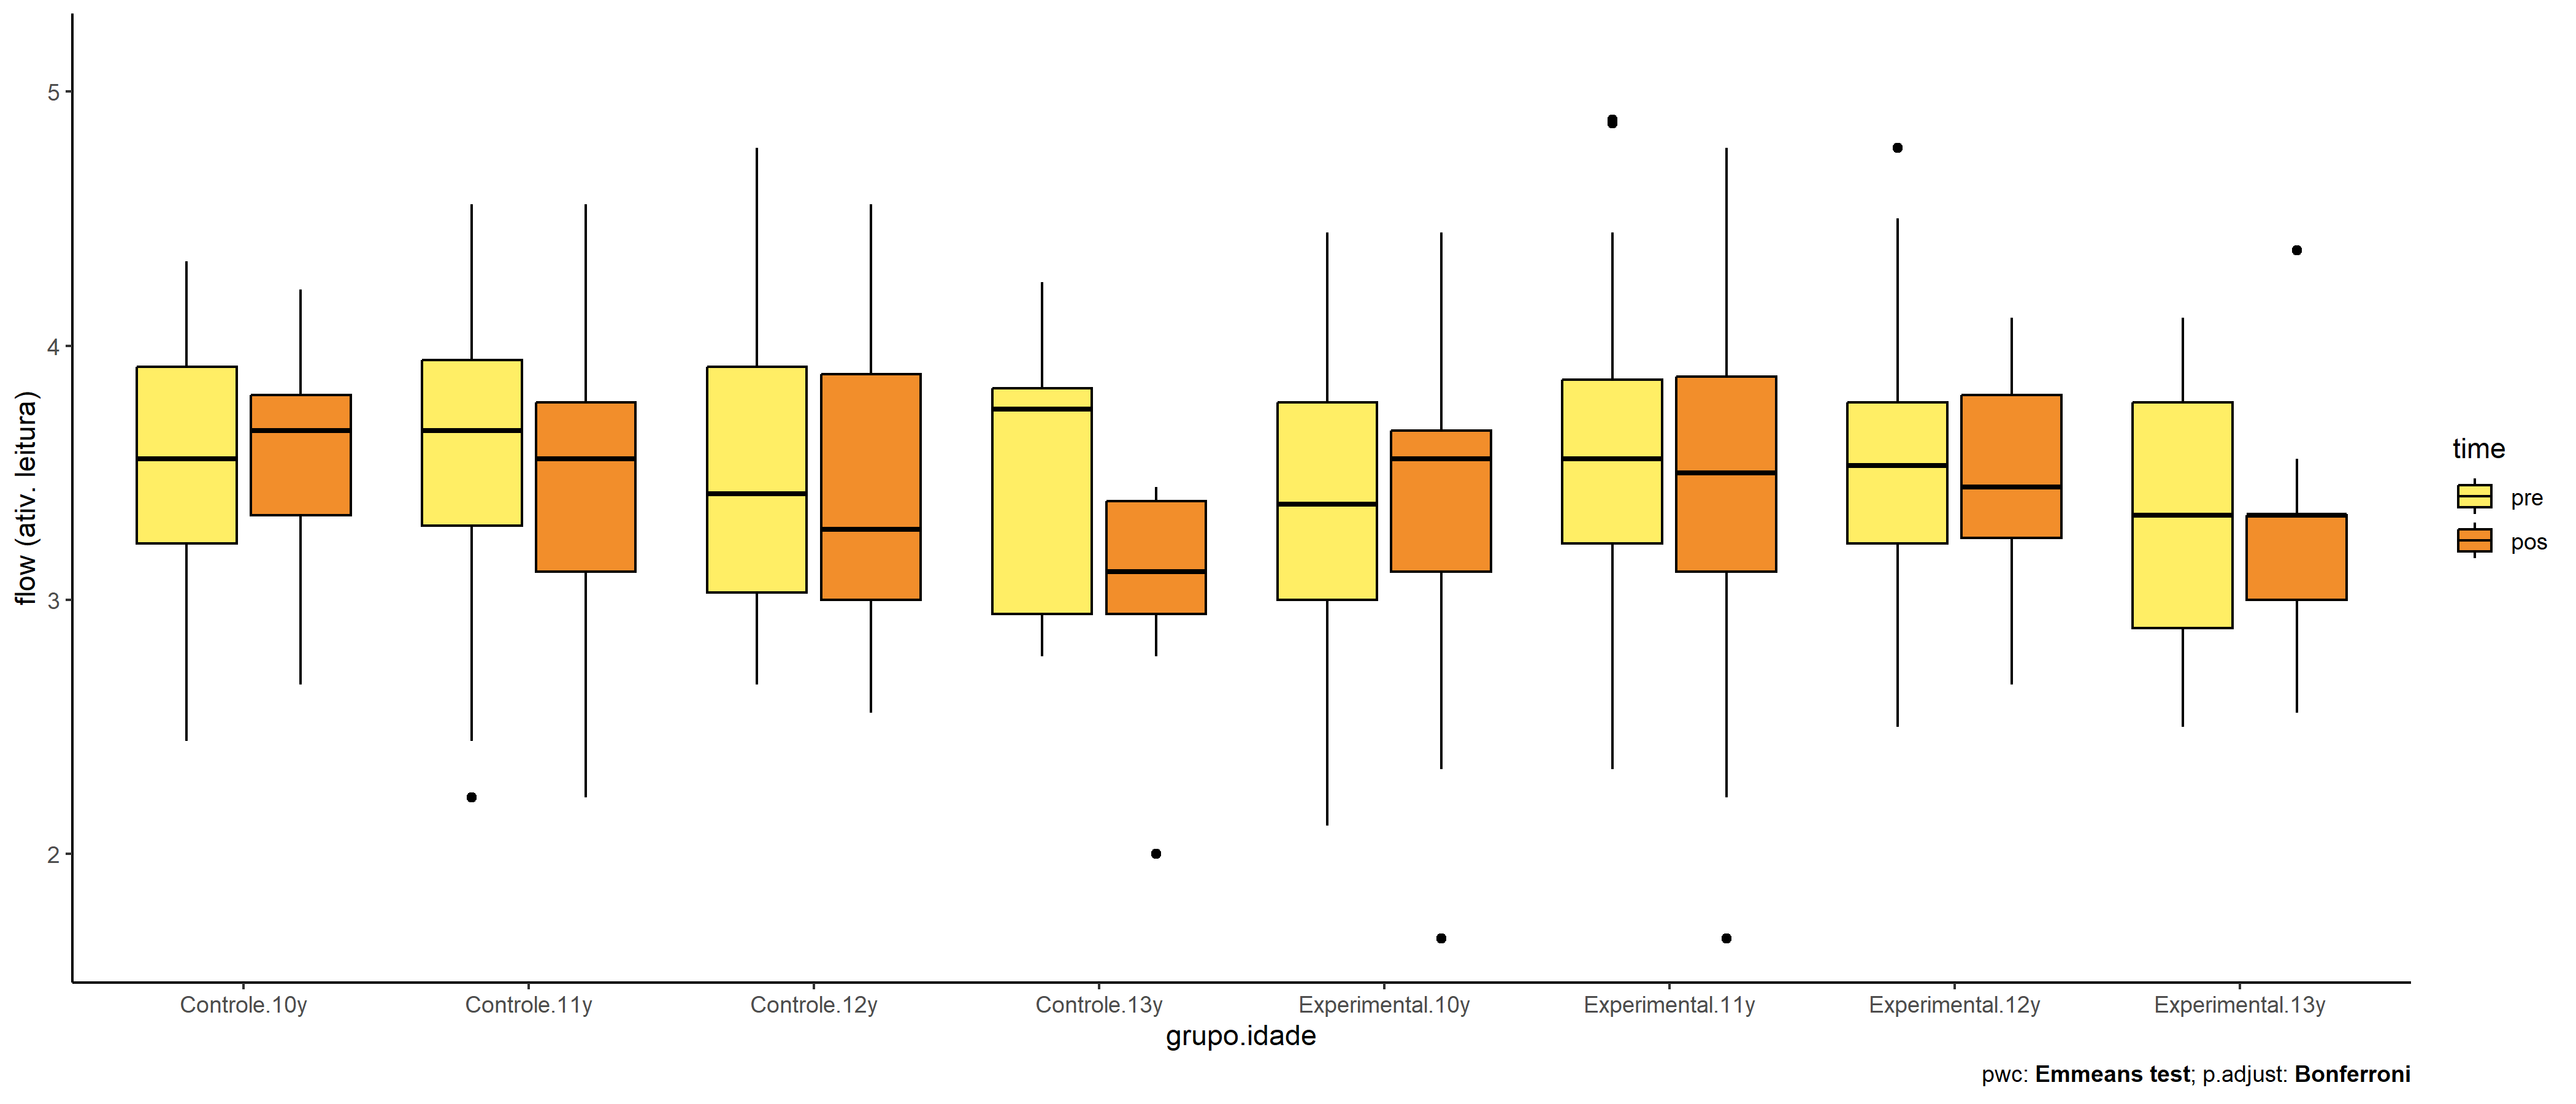 flow (ativ. leitura)
5
4
3
2
Controle.10y
Controle.11y
Controle.12y
Controle.13y
Experimental.10y
Experimental.11y
Experimental.12y
Experimental.13y
grupo.idade
time
pre
pos
pwc: Emmeans test; p.adjust: Bonferroni